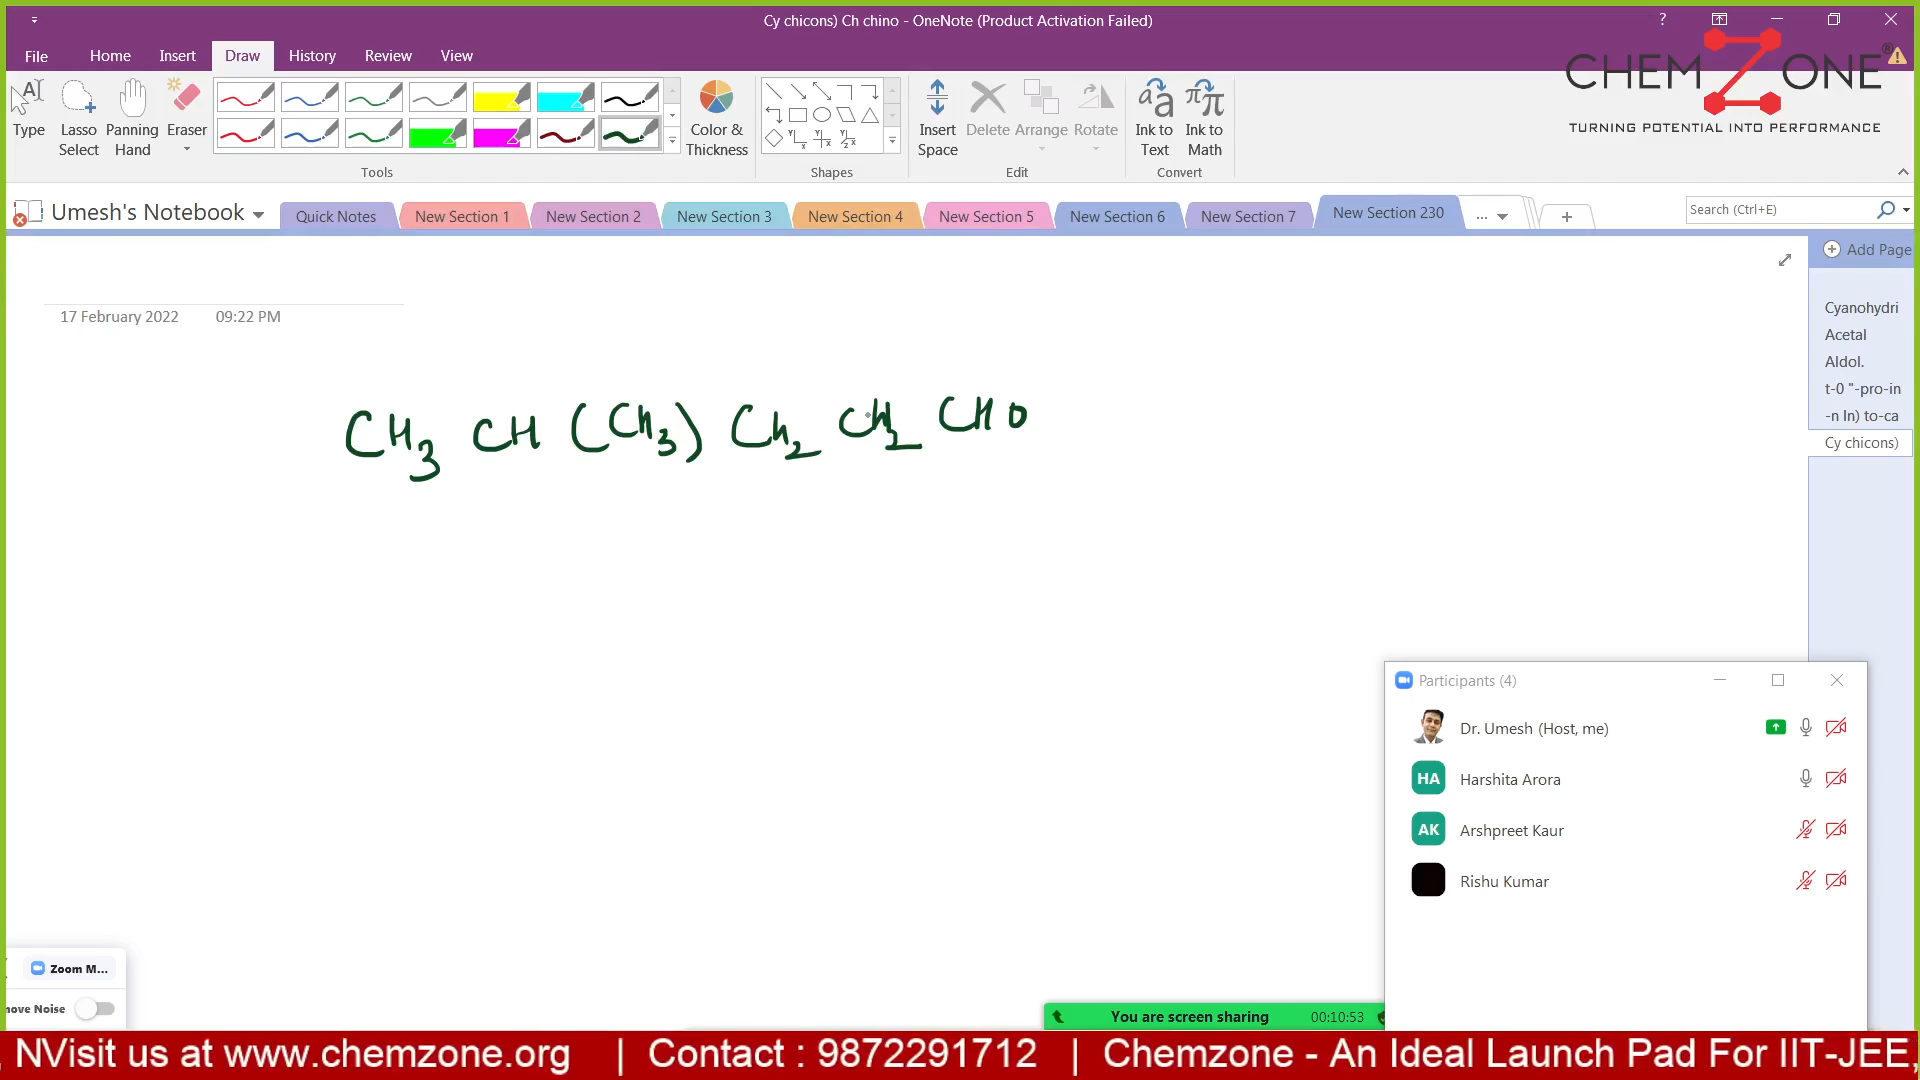 Cy chicons) Ch chino - OneNote (Product Activation Failed)
?
File Home Insert Draw History Review View
CHEMZONE®
TURNING POTENTIAL INTO PERFORMANCE
Type
Lasso Select
Panning Hand
Eraser
Color & Thickness
Insert Space
Delete
Arrange
Rotate
Ink to Text
Ink to Math
Tools
Shapes
Edit
Convert
Umesh's Notebook
Quick Notes New Section 1 New Section 2 New Section 3 New Section 4 New Section 5 New Section 6 New Section 7 New Section 230 ... +
Search (Ctrl+E)
Add Page
17 February 2022 09:22 PM
Cyanohydri
Acetal
Aldol.
t-0 "-pro-in
-n In) to-ca
Cy chicons)
CH3 CH (CH3) CH2 CH2 CHO
Participants (4)
Dr. Umesh (Host, me)
HA Harshita Arora
AK Arshpreet Kaur
Rishu Kumar
Zoom M...
nove Noise
You are screen sharing 00:10:53
. NVisit us at www.chemzone.org | Contact : 9872291712 | Chemzone - An Ideal Launch Pad For IIT-JEE,